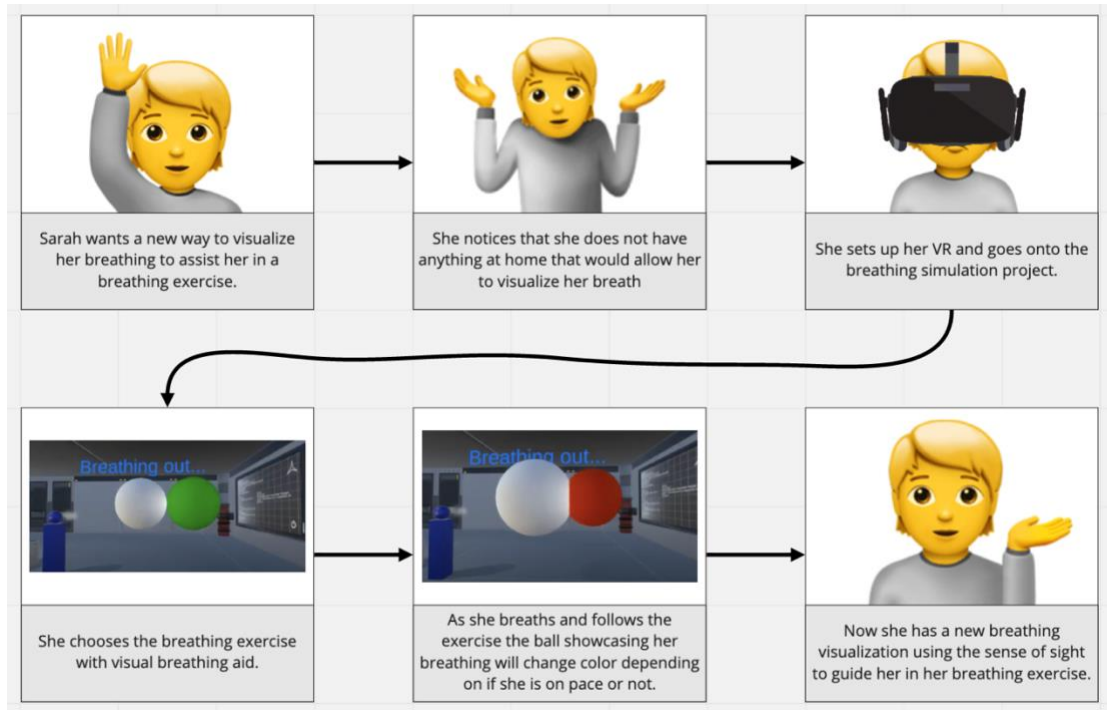 Sarah wants a new way to visualize
her breathing to assist her in a
breathing exercise.
She notices that she does not have
anything at home that would allow her
to visualize her breath
She sets up her VR and goes onto the
breathing simulation project.
Breathing out...
She chooses the breathing exercise
with visual breathing aid.
Breathing out...
As she breaths and follows the
exercise the ball showcasing her
breathing will change color depending
on if she is on pace or not.
Now she has a new breathing
visualization using the sense of sight
to guide her in her breathing exercise.